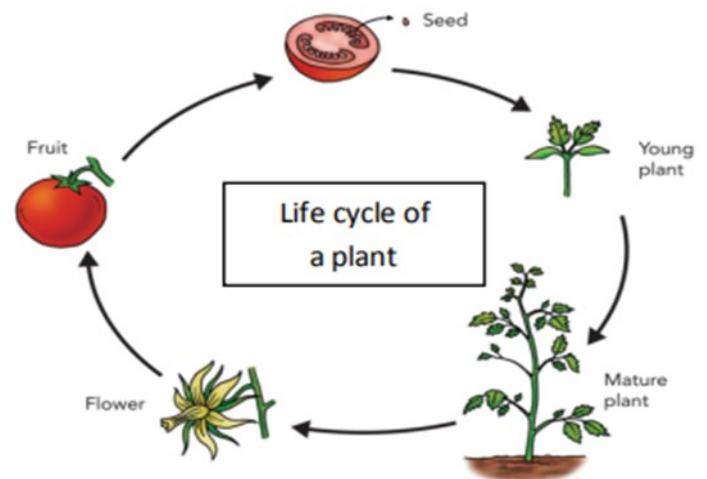 Seed
Fruit
Young
plant
Life cycle of
a plant
Mature
plant
Flower